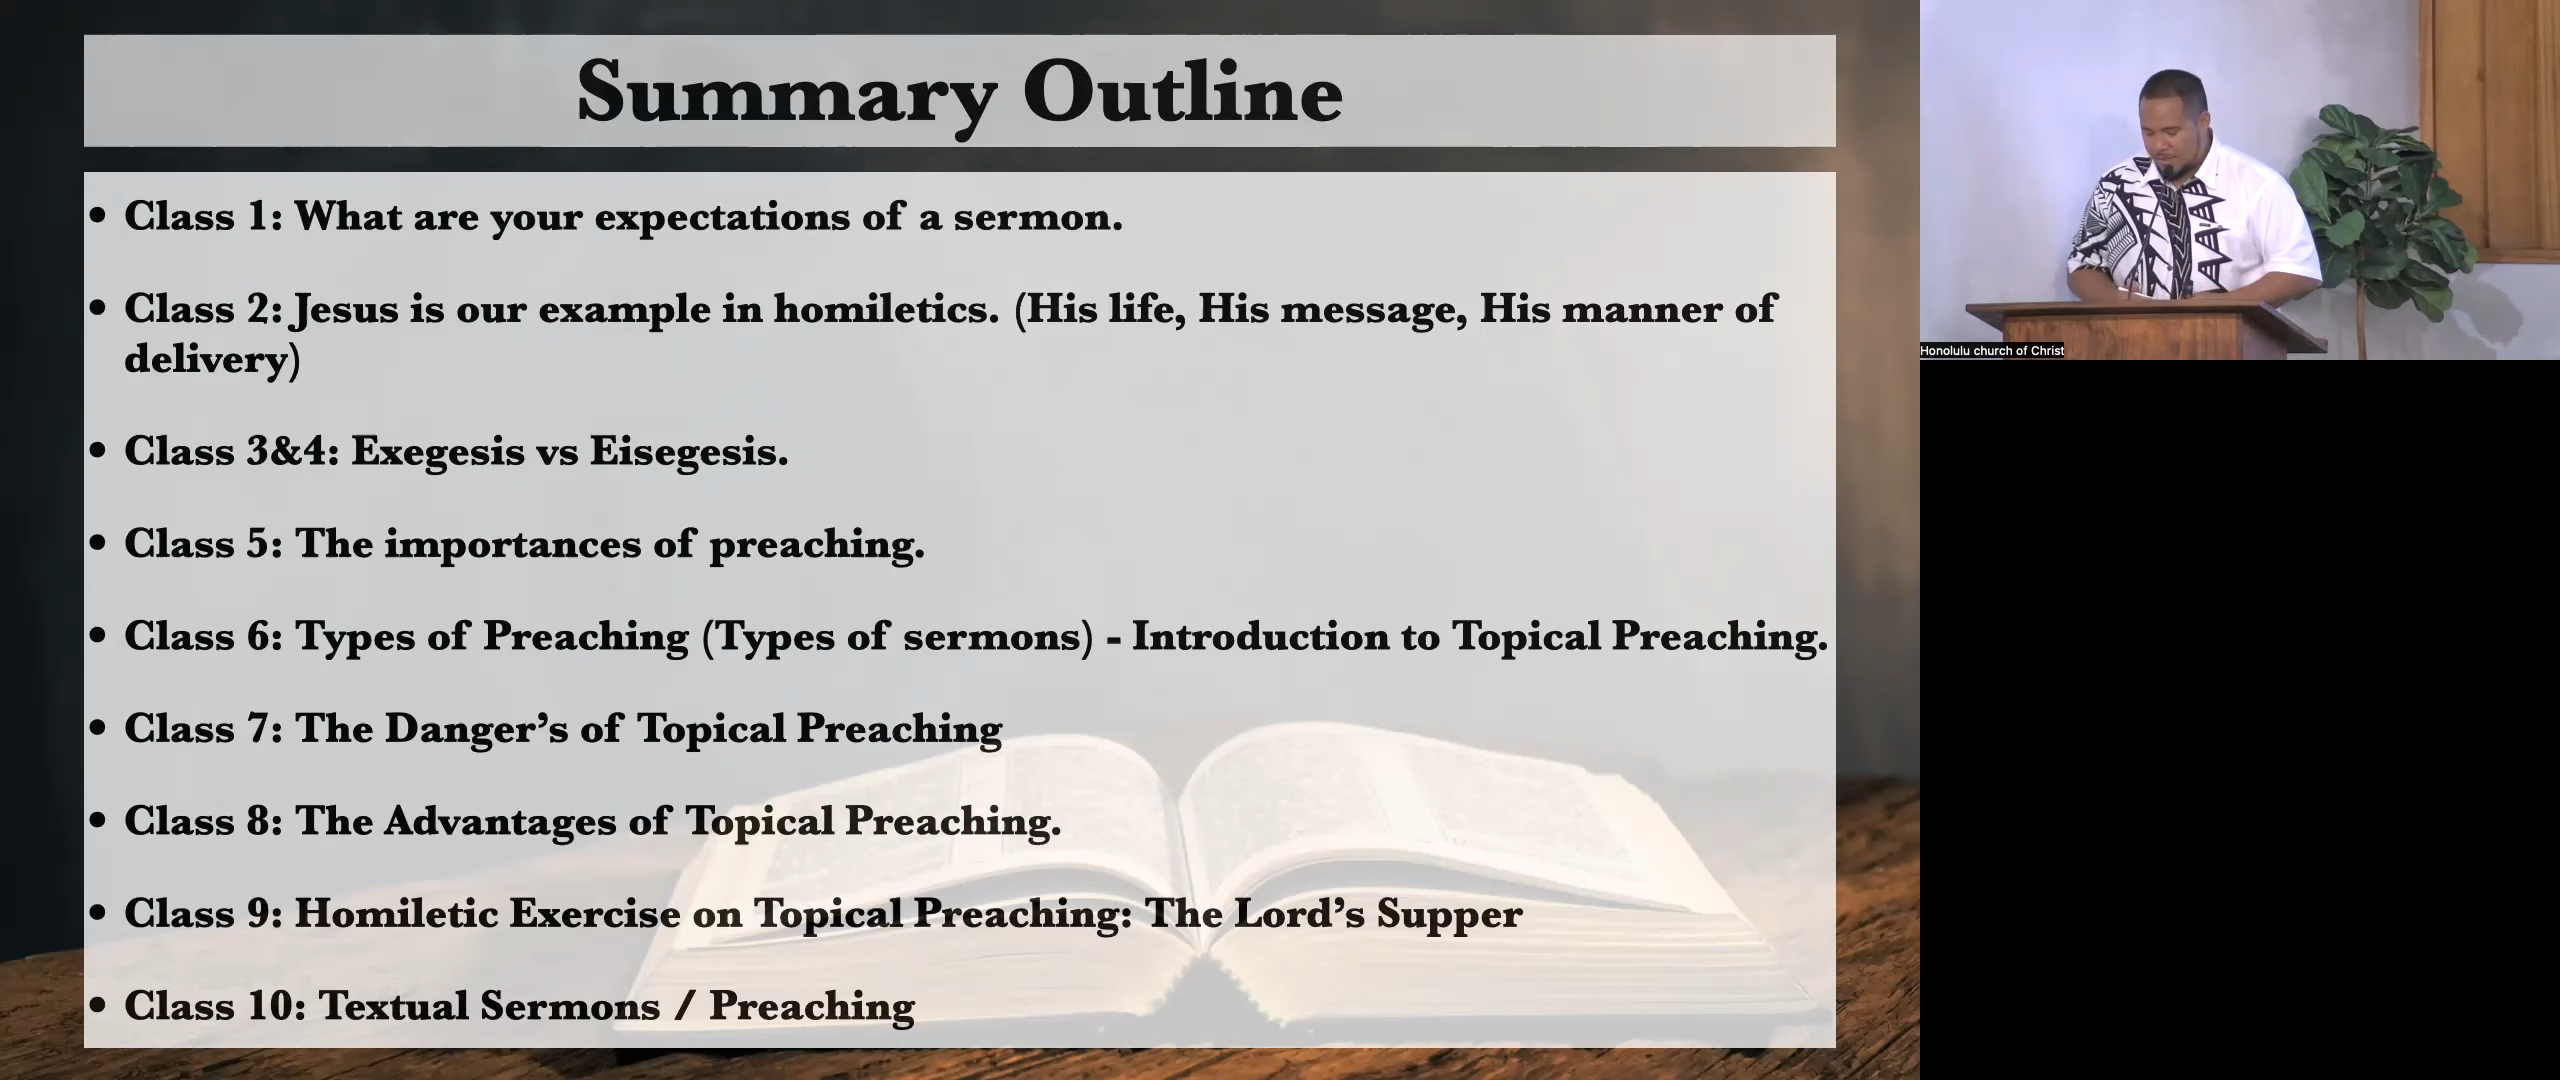 Summary Outline
• Class 1: What are your expectations of a sermon.
• Class 2: Jesus is our example in homiletics. (His life, His message, His manner of
delivery)
• Class 3&4: Exegesis vs Eisegesis.
• Class 5: The importances of preaching.
• Class 6: Types of Preaching (Types of sermons) - Introduction to Topical Preaching.
• Class 7: The Danger’s of Topical Preaching
• Class 8: The Advantages of Topical Preaching.
• Class 9: Homiletic Exercise on Topical Preaching: The Lord’s Supper
• Class 10: Textual Sermons / Preaching
Honolulu church of Christ